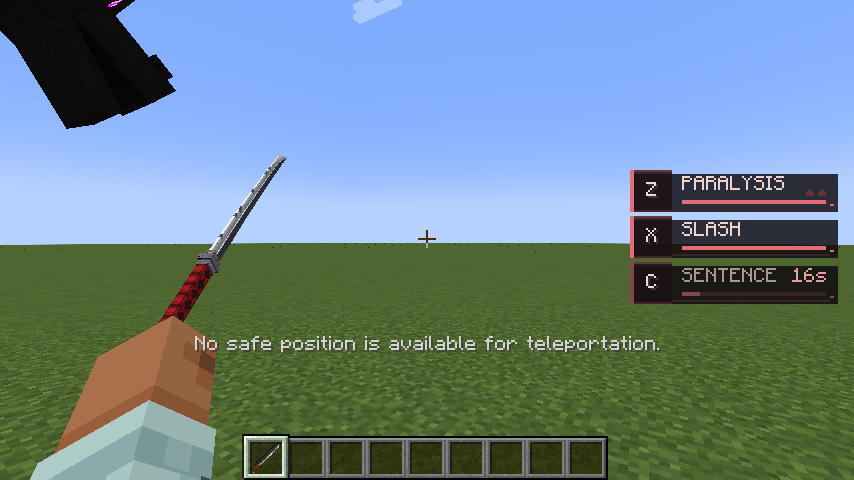 Z PARALYSIS
X SLASH
C SENTENCE 16s
No safe position is available for teleportation.